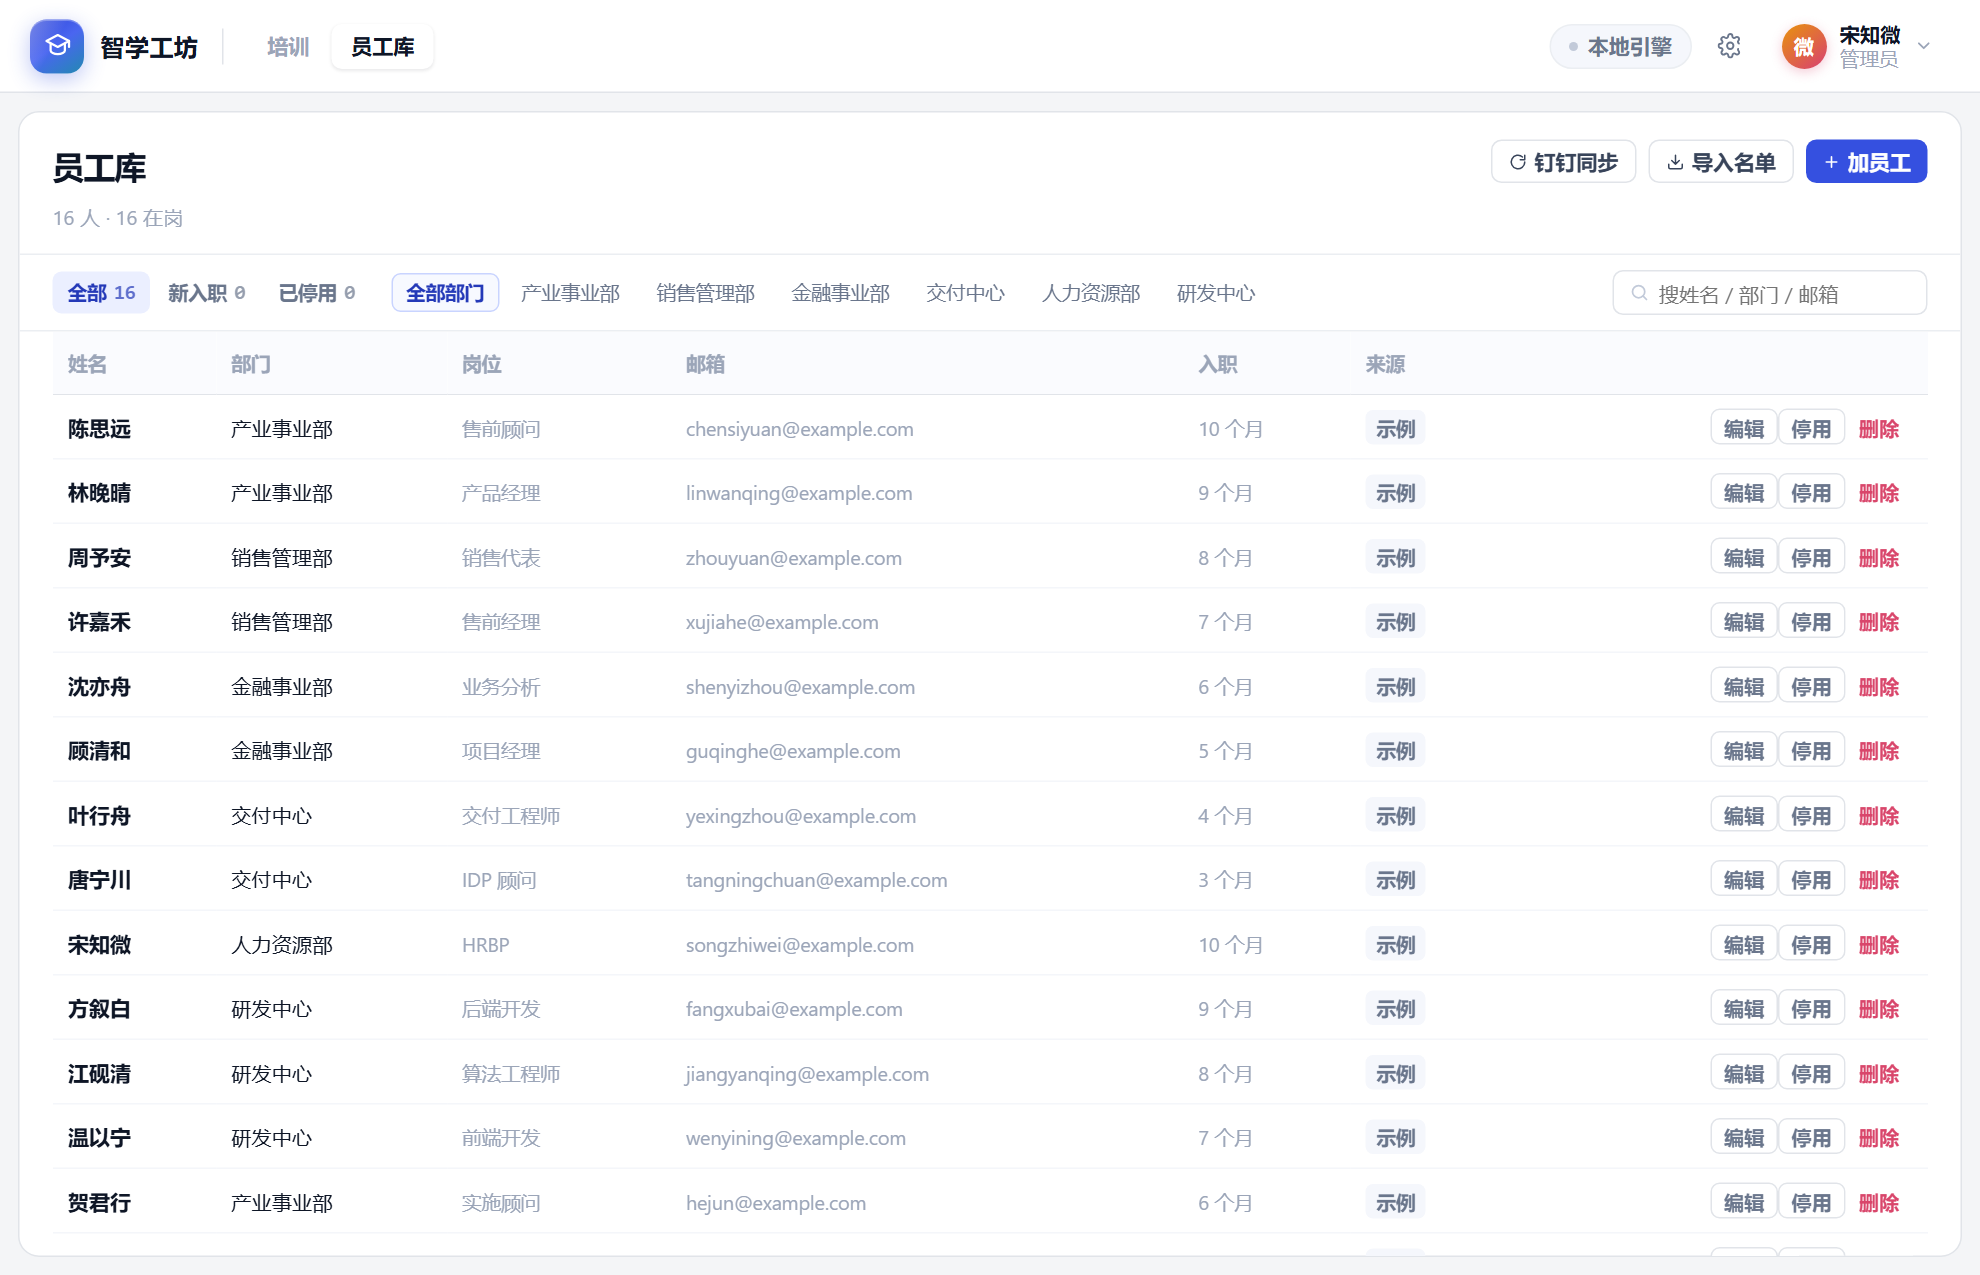 智学工坊 培训 员工库 本地引擎 微 宋知微
管理员
员工库 钉钉同步 导入名单 + 加员工
16 人 · 16 在岗
全部 16 新入职 0 已停用 0 全部部门 产业事业部 销售管理部 金融事业部 交付中心 人力资源部 研发中心 搜姓名 / 部门 / 邮箱
姓名 部门 岗位 邮箱 入职 来源
陈思远 产业事业部 售前顾问 chensiyuan@example.com 10 个月 示例 编辑 停用 删除
林晚晴 产业事业部 产品经理 linwanqing@example.com 9 个月 示例 编辑 停用 删除
周予安 销售管理部 销售代表 zhouyuan@example.com 8 个月 示例 编辑 停用 删除
许嘉禾 销售管理部 售前经理 xujiahe@example.com 7 个月 示例 编辑 停用 删除
沈亦舟 金融事业部 业务分析 shenyizhou@example.com 6 个月 示例 编辑 停用 删除
顾清和 金融事业部 项目经理 guqinghe@example.com 5 个月 示例 编辑 停用 删除
叶行舟 交付中心 交付工程师 yexingzhou@example.com 4 个月 示例 编辑 停用 删除
唐宁川 交付中心 IDP 顾问 tangningchuan@example.com 3 个月 示例 编辑 停用 删除
宋知微 人力资源部 HRBP songzhiwei@example.com 10 个月 示例 编辑 停用 删除
方叙白 研发中心 后端开发 fangxubai@example.com 9 个月 示例 编辑 停用 删除
江砚清 研发中心 算法工程师 jiangyanqing@example.com 8 个月 示例 编辑 停用 删除
温以宁 研发中心 前端开发 wenyining@example.com 7 个月 示例 编辑 停用 删除
贺君行 产业事业部 实施顾问 hejun@example.com 6 个月 示例 编辑 停用 删除